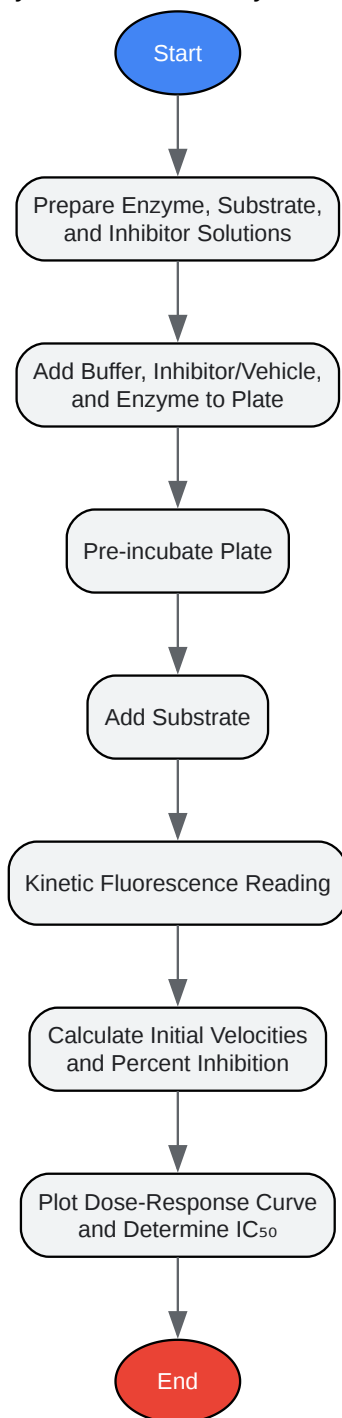 Start
Prepare Enzyme, Substrate,
and Inhibitor Solutions
Add Buffer, Inhibitor/Vehicle,
and Enzyme to Plate
Pre-incubate Plate
Add Substrate
Kinetic Fluorescence Reading
Calculate Initial Velocities
and Percent Inhibition
Plot Dose-Response Curve
and Determine IC₅₀
End